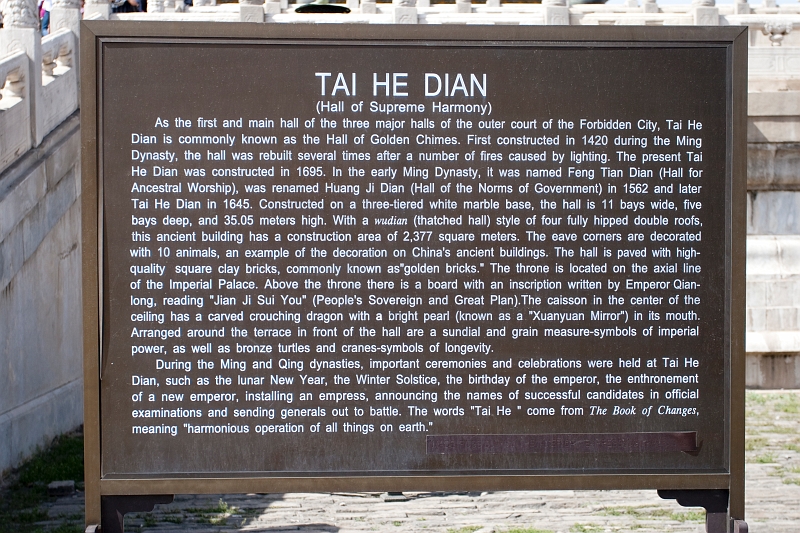 TAI HE DIAN
(Hall of Supreme Harmony)
As the first and main hall of the three major halls of the outer court of the Forbidden City, Tai He
Dian is commonly known as the Hall of Golden Chimes. First constructed in 1420 during the Ming
Dynasty, the hall was rebuilt several times after a number of fires caused by lighting. The present Tai
He Dian was constructed in 1695. In the early Ming Dynasty, it was named Feng Tian Dian (Hall for
Ancestral Worship), was renamed Huang Ji Dian (Hall of the Norms of Government) in 1562 and later
Tai He Dian in 1645. Constructed on a three-tiered white marble base, the hall is 11 bays wide, five
bays deep, and 35.05 meters high. With a wudian (thatched hall) style of four fully hipped double roofs,
this ancient building has a construction area of 2,377 square meters. The eave corners are decorated
with 10 animals, an example of the decoration on China's ancient buildings. The hall is paved with high-
quality square clay bricks, commonly known as"golden bricks." The throne is located on the axial line
of the Imperial Palace. Above the throne there is a board with an inscription written by Emperor Qian-
long, reading "Jian Ji Sui You" (People's Sovereign and Great Plan).The caisson in the center of the
ceiling has a carved crouching dragon with a bright pearl (known as a "Xuanyuan Mirror") in its mouth.
Arranged around the terrace in front of the hall are a sundial and grain measure-symbols of imperial
power, as well as bronze turtles and cranes-symbols of longevity.
During the Ming and Qing dynasties, important ceremonies and celebrations were held at Tai He
Dian, such as the lunar New Year, the Winter Solstice, the birthday of the emperor, the enthronement
of a new emperor, installing an empress, announcing the names of successful candidates in official
examinations and sending generals out to battle. The words "Tai He " come from The Book of Changes,
meaning "harmonious operation of all things on earth."